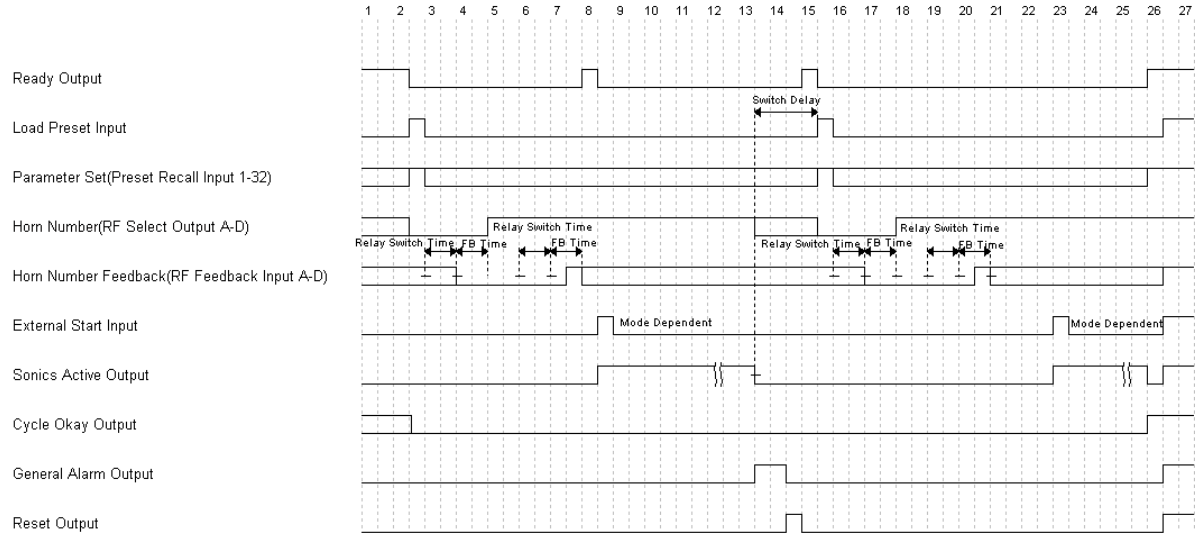 1 2 3 4 5 6 7 8 9 10 11 12 13 14 15 16 17 18 19 20 21 22 23 24 25 26 27
Ready Output
Switch Delay
Load Preset Input
Parameter Set(Preset Recall Input 1-32)
Horn Number(RF Select Output A-D)
Relay Switch Time
Relay Switch Time
Relay Switch Time FB Time
FB Time
Relay Switch Time FB Time
FB Time
Horn Number Feedback(RF Feedback Input A-D)
External Start Input
Mode Dependent
Mode Dependent
Sonics Active Output
Cycle Okay Output
General Alarm Output
Reset Output